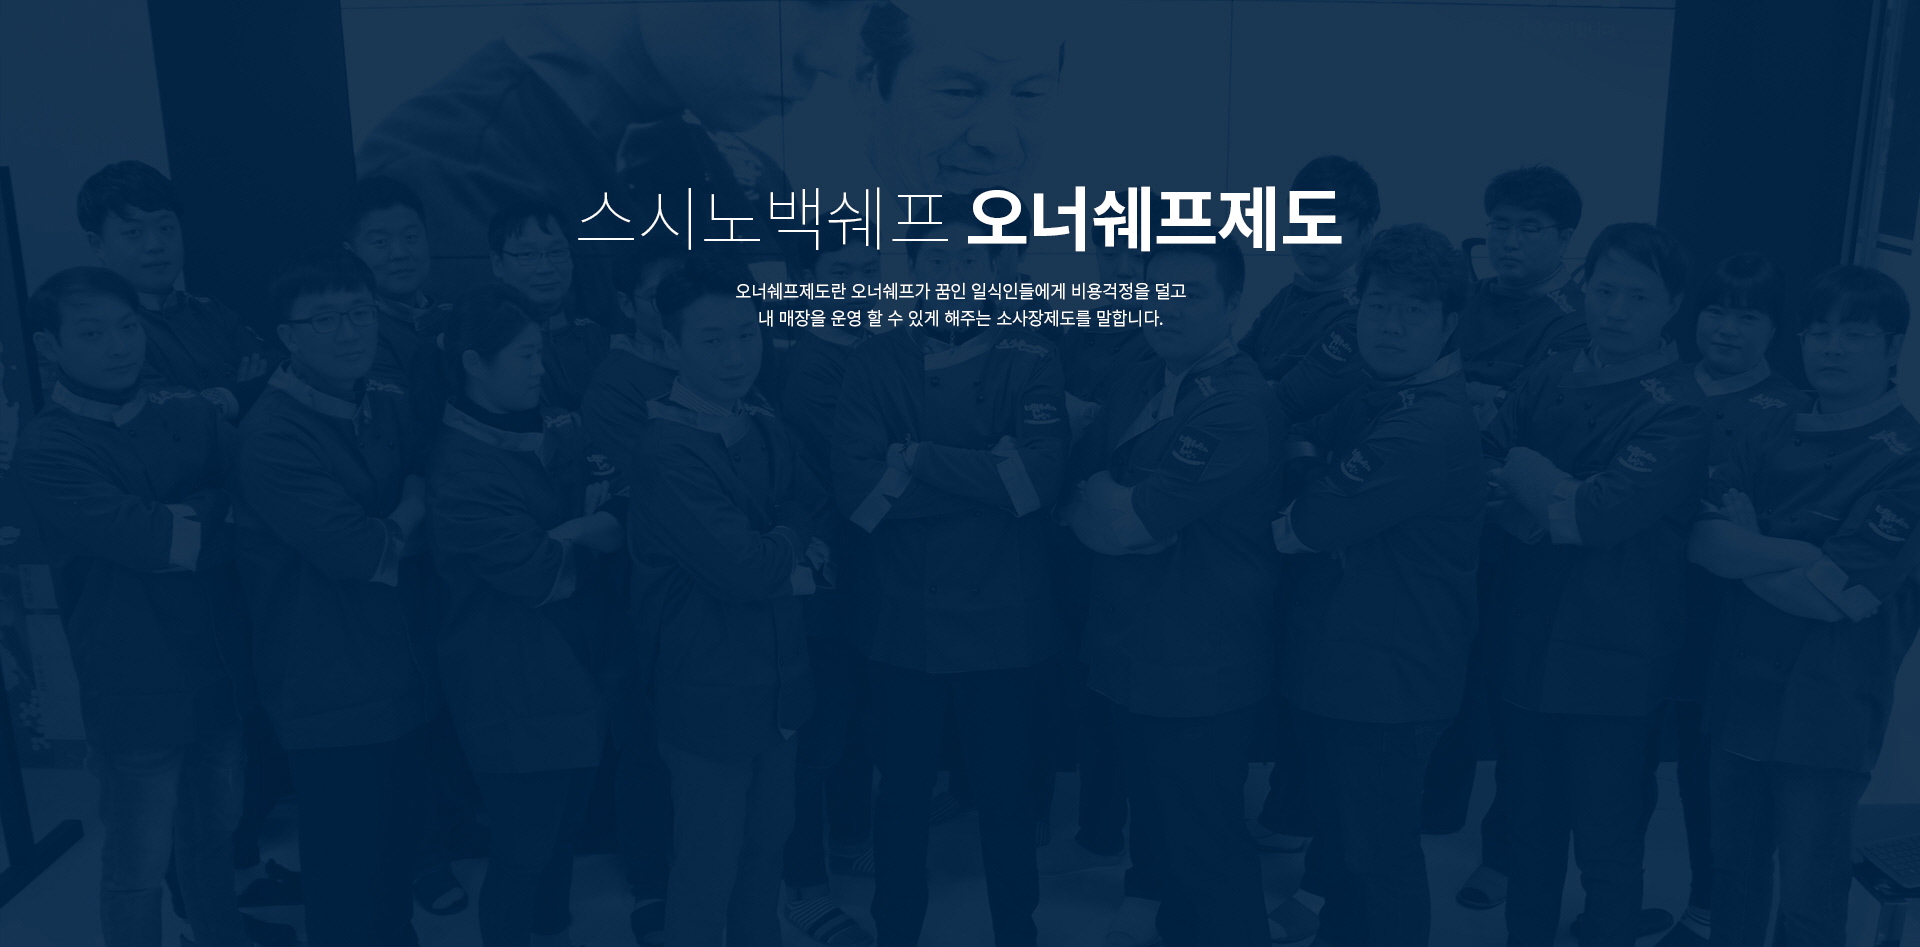 스시노백쉐프 오너쉐프제도
오너쉐프제도란 오너쉐프가 꿈인 일식인들에게 비용걱정을 덜고
내 매장을 운영 할 수 있게 해주는 소사장제도를 말합니다.